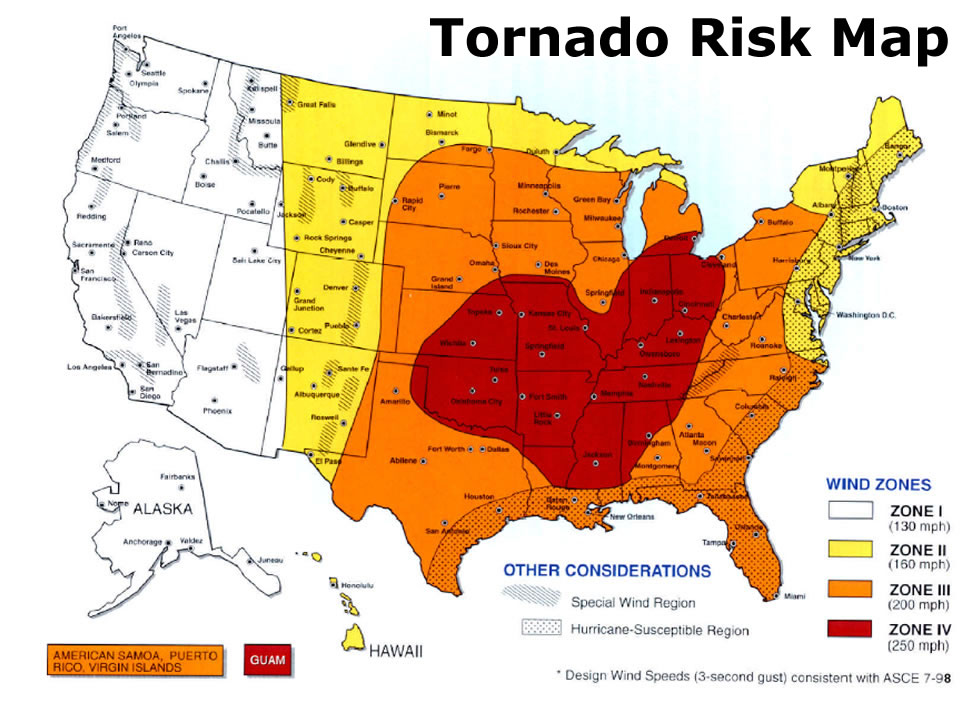 Tornado Risk Map
Port
Angeles
Seattle
Olympia
Spokane
Kalispell
Great Falls
Missoula
Portland
Salem
Butte
Medford
Challis
Boise
Pocatello
Jackson
Redding
Glendive
Billings
Cody
Buffalo
Casper
Rock Springs
Cheyenne
Minot
Bismarck
Fargo
Duluth
Pierre
Rapid
City
Minneapolis
Rochester
Green Bay
Milwaukee
Sioux City
Omaha
Des
Moines
Chicago
Grand
Island
Detroit
Cleveland
Buffalo
Bangor
Montpelier
Albany
Boston
New York
Harrisburg
Washington D.C.
Sacramento
Reno
Carson City
San
Francisco
Salt Lake City
Denver
Grand
Junction
Pueblo
Cortez
Bakersfield
Las
Vegas
Los Angeles
San
Bernadino
San
Diego
Flagstaff
Gallup
Santa Fe
Albuquerque
Phoenix
Roswell
El Paso
Topeka
Kansas City
St. Louis
Springfield
Indianapolis
Cincinnati
Wichita
Springfield
Owensboro
Lexington
Charleston
Roanoke
Raleigh
Tulsa
Oklahoma City
Fort Smith
Little
Rock
Memphis
Nashville
Amarillo
Columbia
Atlanta
Macon
Savannah
Birmingham
Montgomery
Jackson
Abilene
Fort Worth
Dallas
Houston
San Antonio
Baton
Rouge
New Orleans
Tallahassee
Orlando
Tampa
Miami
Fairbanks
Nome
ALASKA
Anchorage
Valdez
Juneau
Honolulu
HAWAII
AMERICAN SAMOA, PUERTO
RICO, VIRGIN ISLANDS
GUAM
OTHER CONSIDERATIONS
Special Wind Region
Hurricane-Susceptible Region
WIND ZONES
ZONE I
(130 mph)
ZONE II
(160 mph)
ZONE III
(200 mph)
ZONE IV
(250 mph)
* Design Wind Speeds (3-second gust) consistent with ASCE 7-98